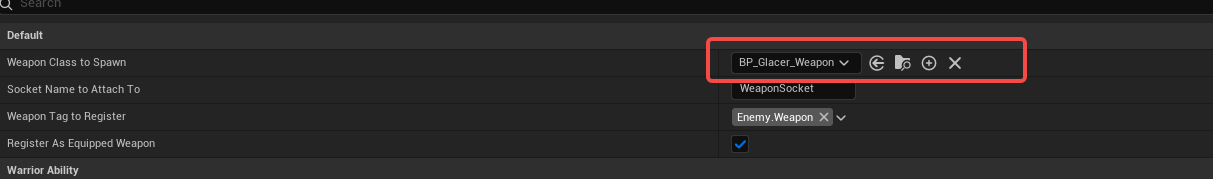 Search
Default
Weapon Class to Spawn
BP_Glacer_Weapon
Socket Name to Attach To
WeaponSocket
Weapon Tag to Register
Enemy.Weapon
Register As Equipped Weapon
Warrior Ability